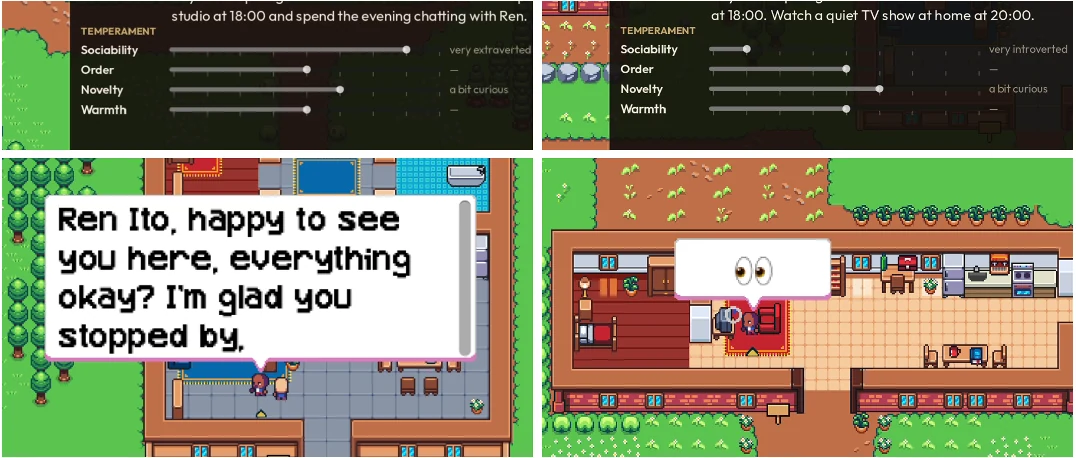 studio at 18:00 and spend the evening chatting with Ren.
TEMPERAMENT
Sociability very extraverted
Order —
Novelty a bit curious
Warmth —
at 18:00. Watch a quiet TV show at home at 20:00.
TEMPERAMENT
Sociability very introverted
Order —
Novelty a bit curious
Warmth —
Ren Ito, happy to see
you here, everything
okay? I'm glad you
stopped by,